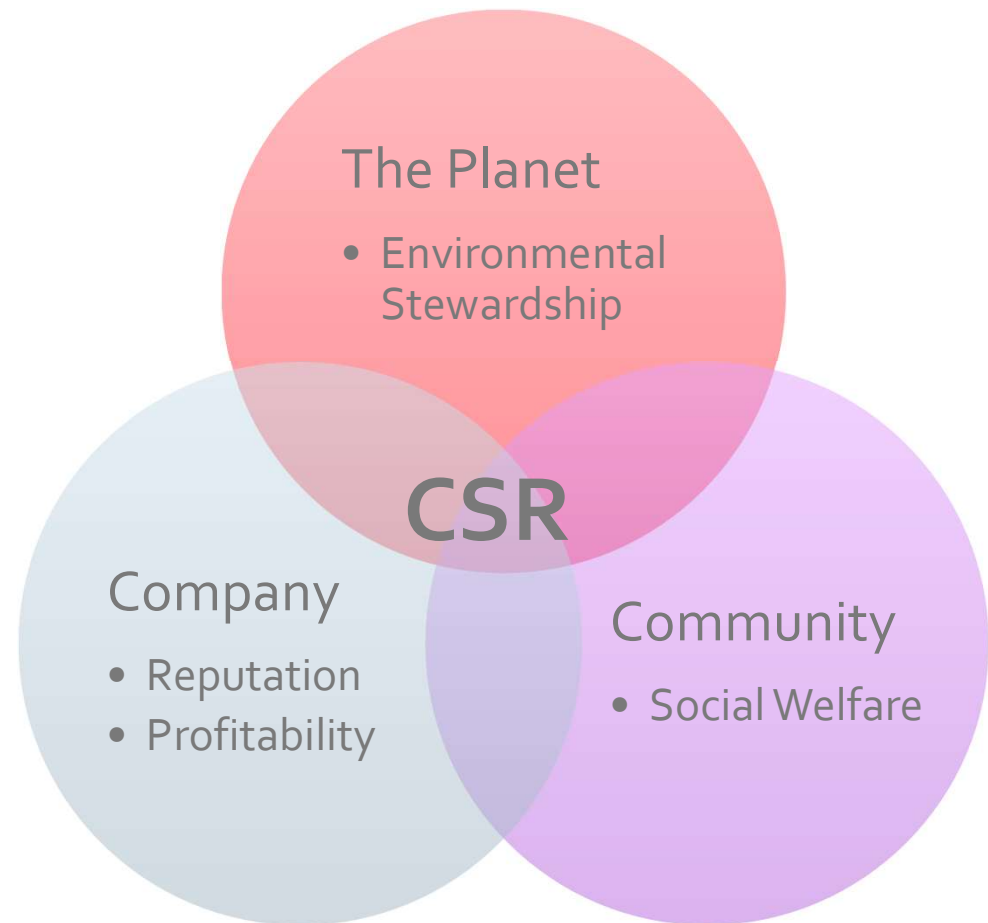 The Planet
• Environmental
Stewardship
CSR
Company
• Reputation
• Profitability
Community
• Social Welfare